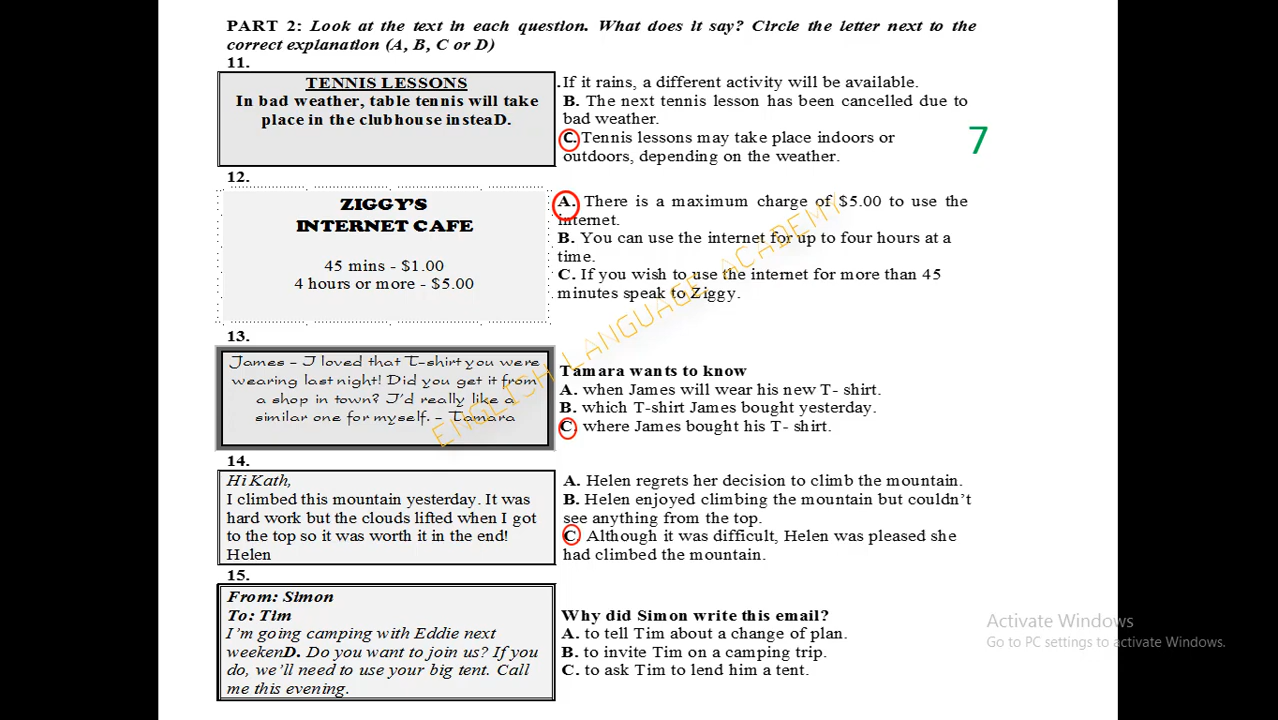 PART 2: Look at the text in each question. What does it say? Circle the letter next to the
correct explanation (A, B, C or D)
11.
TENNIS LESSONS
In bad weather, table tennis will take
place in the clubhouse insteaD.
.If it rains, a different activity will be available.
B. The next tennis lesson has been cancelled due to
bad weather.
C. Tennis lessons may take place indoors or
outdoors, depending on the weather.
7
12.
ZIGGY'S
INTERNET CAFE
45 mins - $1.00
4 hours or more - $5.00
A. There is a maximum charge of $5.00 to use the
internet.
B. You can use the internet for up to four hours at a
time.
C. If you wish to use the internet for more than 45
minutes speak to Ziggy.
13.
James – I loved that T-shirt you were
wearing last night! Did you get it from
a shop in town? I'd really like a
similar one for myself. – Tamara
Tamara wants to know
A. when James will wear his new T- shirt.
B. which T-shirt James bought yesterday.
C. where James bought his T- shirt.
ENGLISH LANGUAGE ACADEMY
14.
Hi Kath,
I climbed this mountain yesterday. It was
hard work but the clouds lifted when I got
to the top so it was worth it in the end!
Helen
A. Helen regrets her decision to climb the mountain.
B. Helen enjoyed climbing the mountain but couldn't
see anything from the top.
C. Although it was difficult, Helen was pleased she
had climbed the mountain.
15.
From: Simon
To: Tim
I'm going camping with Eddie next
weekenD. Do you want to join us? If you
do, we'll need to use your big tent. Call
me this evening.
Why did Simon write this email?
A. to tell Tim about a change of plan.
B. to invite Tim on a camping trip.
C. to ask Tim to lend him a tent.
Activate Windows
Go to PC settings to activate Windows.